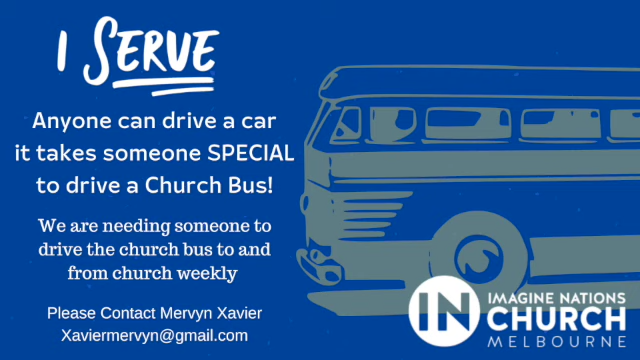 I SERVE
Anyone can drive a car
it takes someone SPECIAL
to drive a Church Bus!
We are needing someone to
drive the church bus to and
from church weekly
Please Contact Mervyn Xavier
Xaviermervyn@gmail.com
IN
IMAGINE NATIONS
CHURCH
MELBOURNE